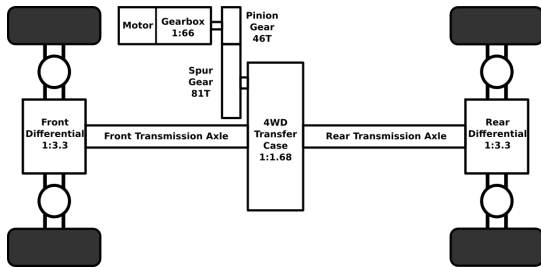 Motor
Gearbox
1:66
Pinion
Gear
46T
Spur
Gear
81T
Front
Differential
1:3.3
Front Transmission Axle
4WD
Transfer
Case
1:1.68
Rear Transmission Axle
Rear
Differential
1:3.3